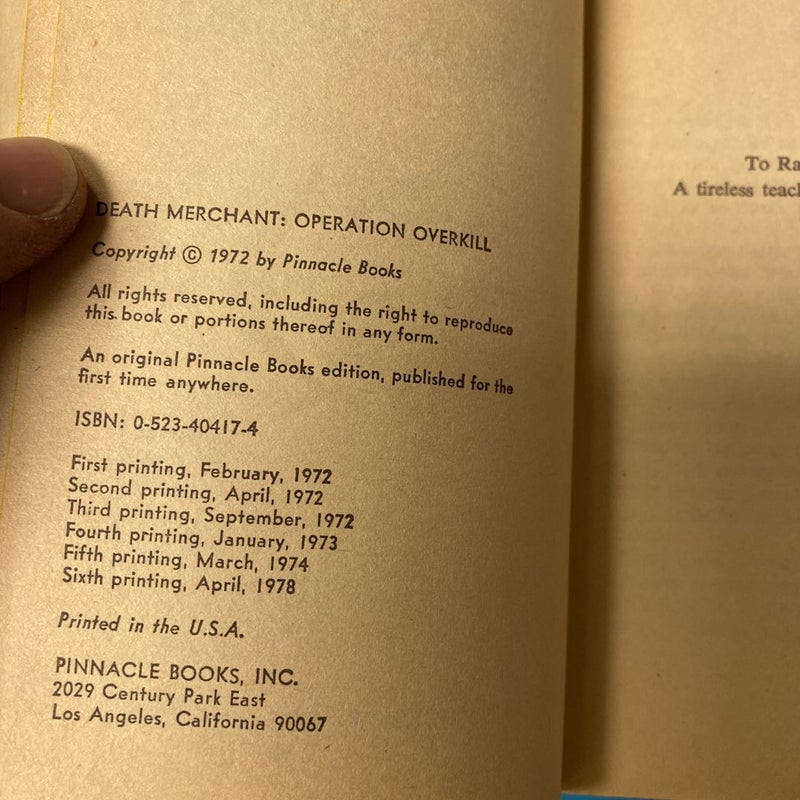 DEATH MERCHANT: OPERATION OVERKILL
Copyright © 1972 by Pinnacle Books
All rights reserved, including the right to reproduce
this book or portions thereof in any form.
An original Pinnacle Books edition, published for the
first time anywhere.
ISBN: 0-523-40417-4
First printing, February, 1972
Second printing, April, 1972
Third printing, September, 1972
Fourth printing, January, 1973
Fifth printing, March, 1974
Sixth printing, April, 1978
Printed in the U.S.A.
PINNACLE BOOKS, INC.
2029 Century Park East
Los Angeles, California 90067
To Ra
A tireless teach